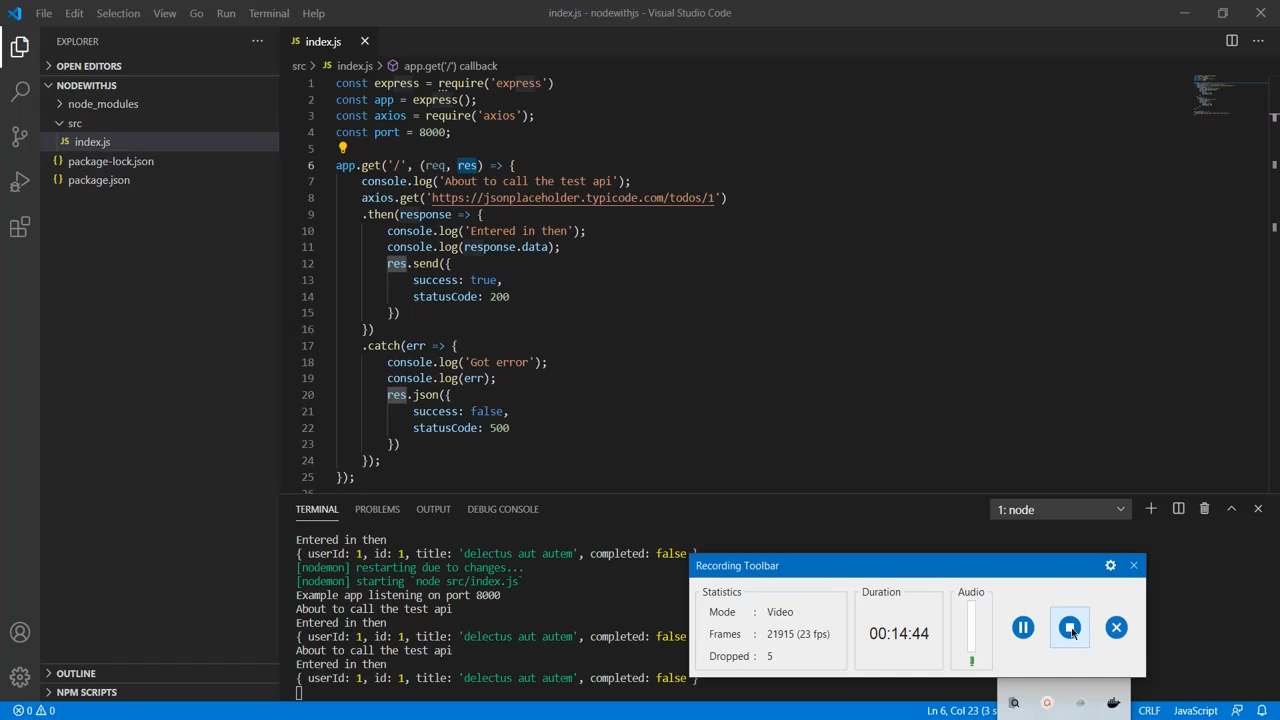 File Edit Selection View Go Run Terminal Help
index.js - nodewithjs - Visual Studio Code
EXPLORER
OPEN EDITORS
NODEWITHJS
node_modules
src
JS index.js
{} package-lock.json
{} package.json
OUTLINE
NPM SCRIPTS
JS index.js
src > JS index.js > app.get('/') callback
1 const express = require('express')
2 const app = express();
3 const axios = require('axios');
4 const port = 8000;
5
6 app.get('/', (req, res) => {
7 console.log('About to call the test api');
8 axios.get('https://jsonplaceholder.typicode.com/todos/1')
9 .then(response => {
10 console.log('Entered in then');
11 console.log(response.data);
12 res.send({
13 success: true,
14 statusCode: 200
15 })
16 })
17 .catch(err => {
18 console.log('Got error');
19 console.log(err);
20 res.json({
21 success: false,
22 statusCode: 500
23 })
24 });
25 });
TERMINAL PROBLEMS OUTPUT DEBUG CONSOLE
1: node
Entered in then
{ userId: 1, id: 1, title: 'delectus aut autem', completed: false }
[nodemon] restarting due to changes...
[nodemon] starting `node src/index.js`
Example app listening on port 8000
About to call the test api
Entered in then
{ userId: 1, id: 1, title: 'delectus aut autem', completed: false }
About to call the test api
Entered in then
{ userId: 1, id: 1, title: 'delectus aut autem', completed: false }
Recording Toolbar
Statistics
Mode : Video
Frames : 21915 (23 fps)
Dropped : 5
Duration
00:14:44
Audio
0 0
Ln 6, Col 23 (3 s
CRLF
JavaScript